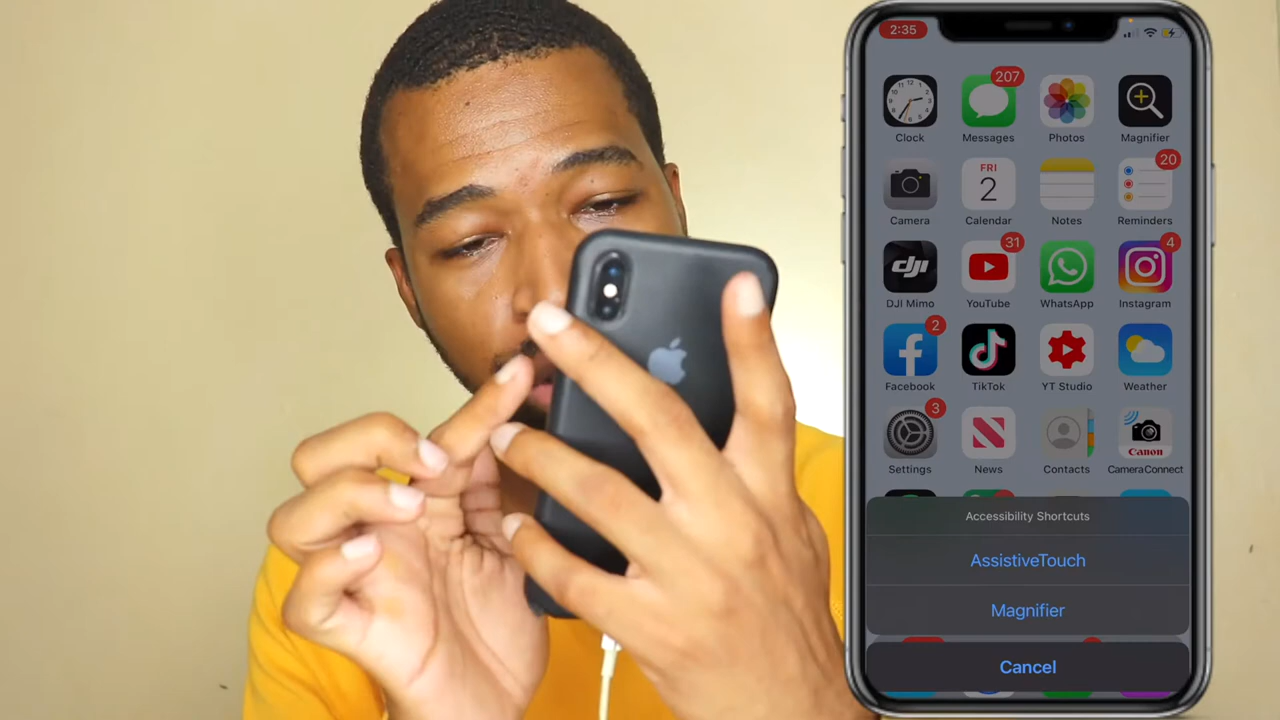 2:35
207
Clock Messages Photos Magnifier
FRI
2
20
Camera Calendar Notes Reminders
dji
31
4
DJI Mimo YouTube WhatsApp Instagram
2
Facebook TikTok YT Studio Weather
3
Canon
Settings News Contacts CameraConnect
Accessibility Shortcuts
AssistiveTouch
Magnifier
Cancel